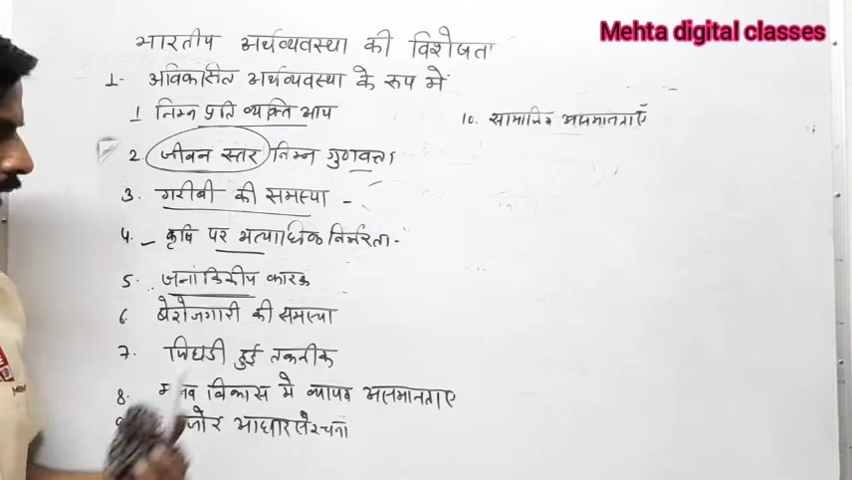 Mehta digital classes
भारतीय अर्थव्यवस्था की विशेषता
1- अविकसित अर्थव्यवस्था के रूप में
1 निम्न प्रति व्यक्ति आय
2. जीवन स्तर निम्न गुणवत्ता
3. गरीबी की समस्या -
4. - कृषि पर अत्याधिक निर्भरता -
5. जनांकिकीय कारक
6. बेरोजगारी की समस्या
7. पिछडी हुई तकनीक
8. विकास में व्यापक असमानताए
आधारसंरचना
10. सामाजिक असमानताएँ